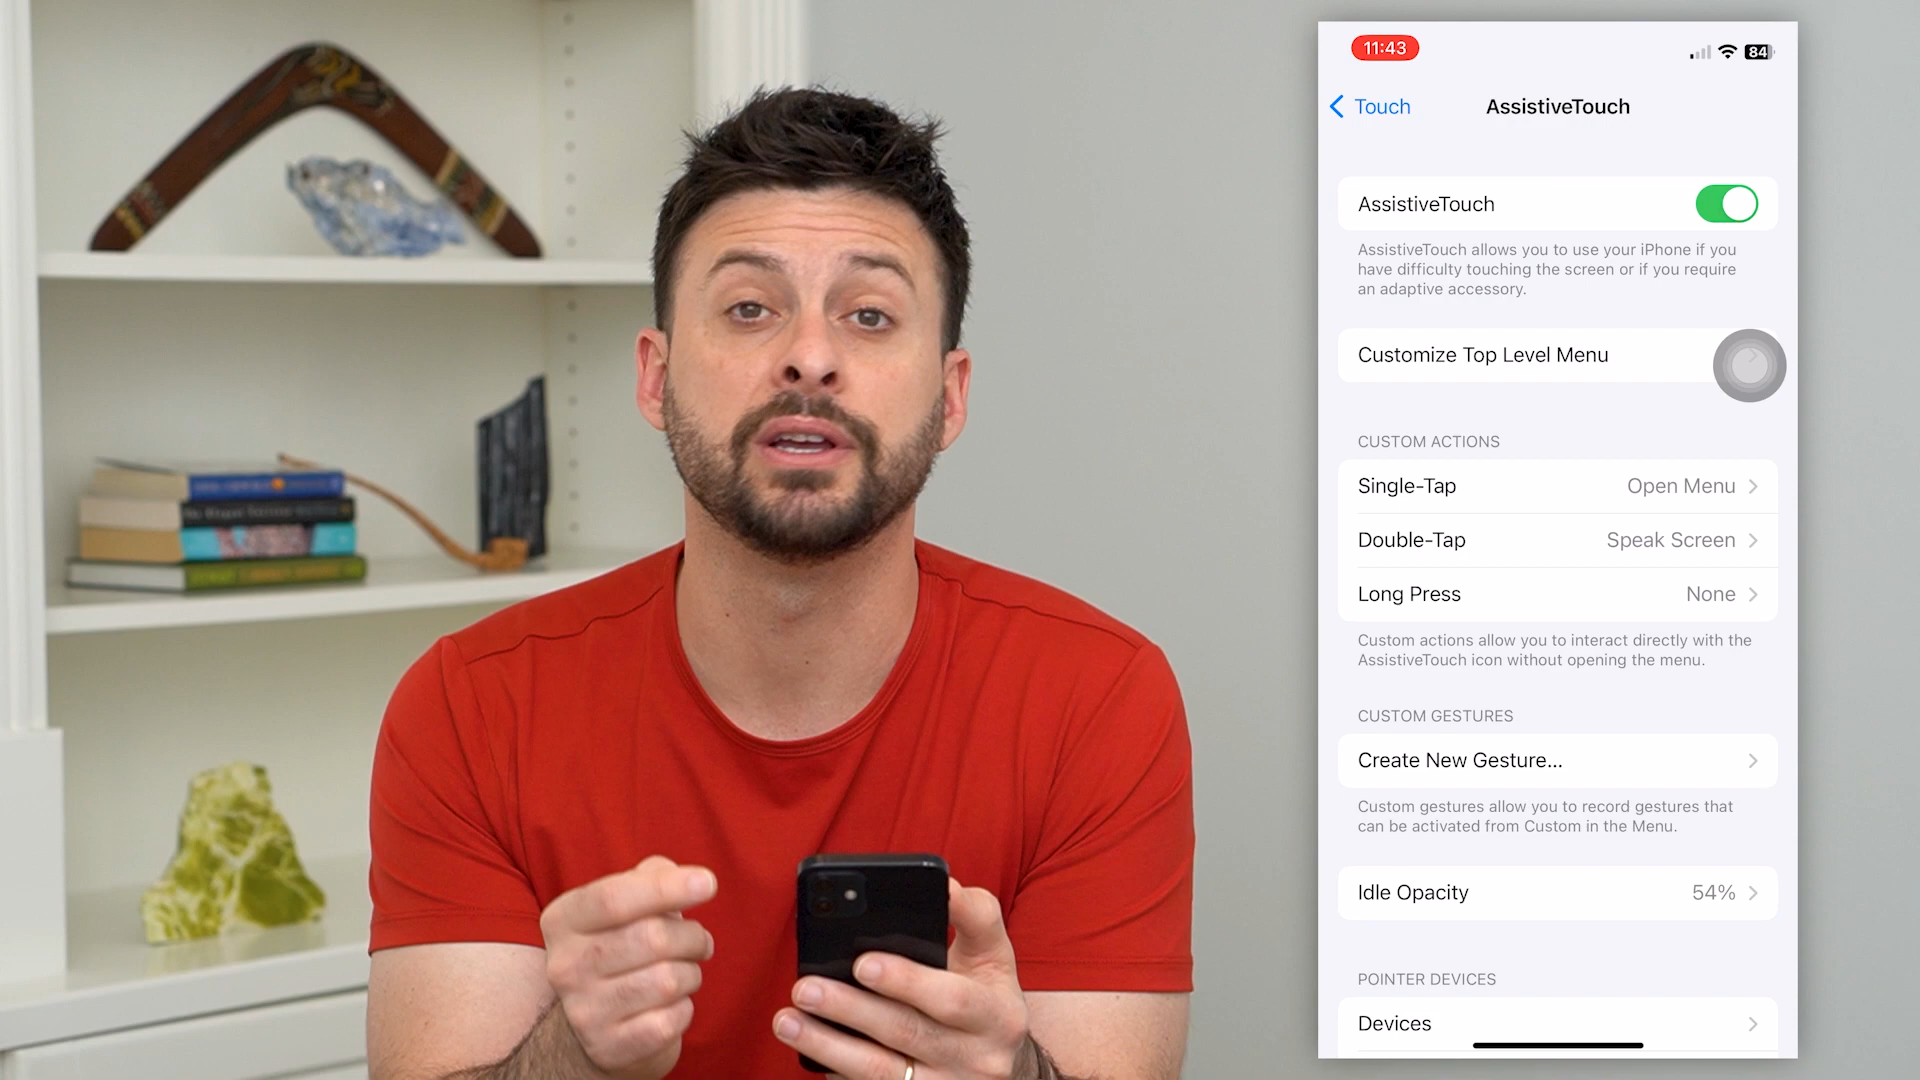 11:43
84
Touch
AssistiveTouch
AssistiveTouch
AssistiveTouch allows you to use your iPhone if you
have difficulty touching the screen or if you require
an adaptive accessory.
Customize Top Level Menu
CUSTOM ACTIONS
Single-Tap Open Menu
Double-Tap Speak Screen
Long Press None
Custom actions allow you to interact directly with the
AssistiveTouch icon without opening the menu.
CUSTOM GESTURES
Create New Gesture...
Custom gestures allow you to record gestures that
can be activated from Custom in the Menu.
Idle Opacity 54%
POINTER DEVICES
Devices